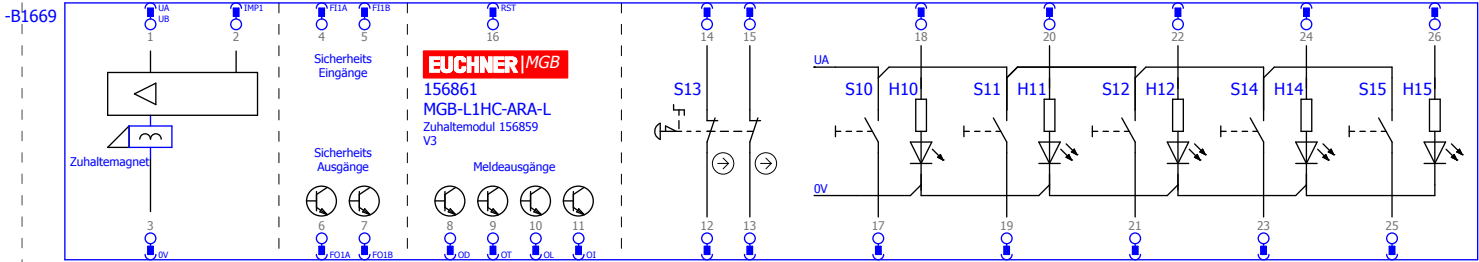 -B1669
UA
UB
IMP1
FI1A
FI1B
RST
1
2
4
5
16
14
15
18
20
22
24
26
Sicherheits
Eingänge
EUCHNER MGB
156861
MGB-L1HC-ARA-L
Zuhaltemodul 156859
V3
UA
S13
S10
H10
S11
H11
S12
H12
S14
H14
S15
H15
Zuhaltemagnet
Sicherheits
Ausgänge
Meldeausgänge
0V
3
6
7
8
9
10
11
12
13
17
19
21
23
25
0V
FO1A
FO1B
OD
OT
OL
OI